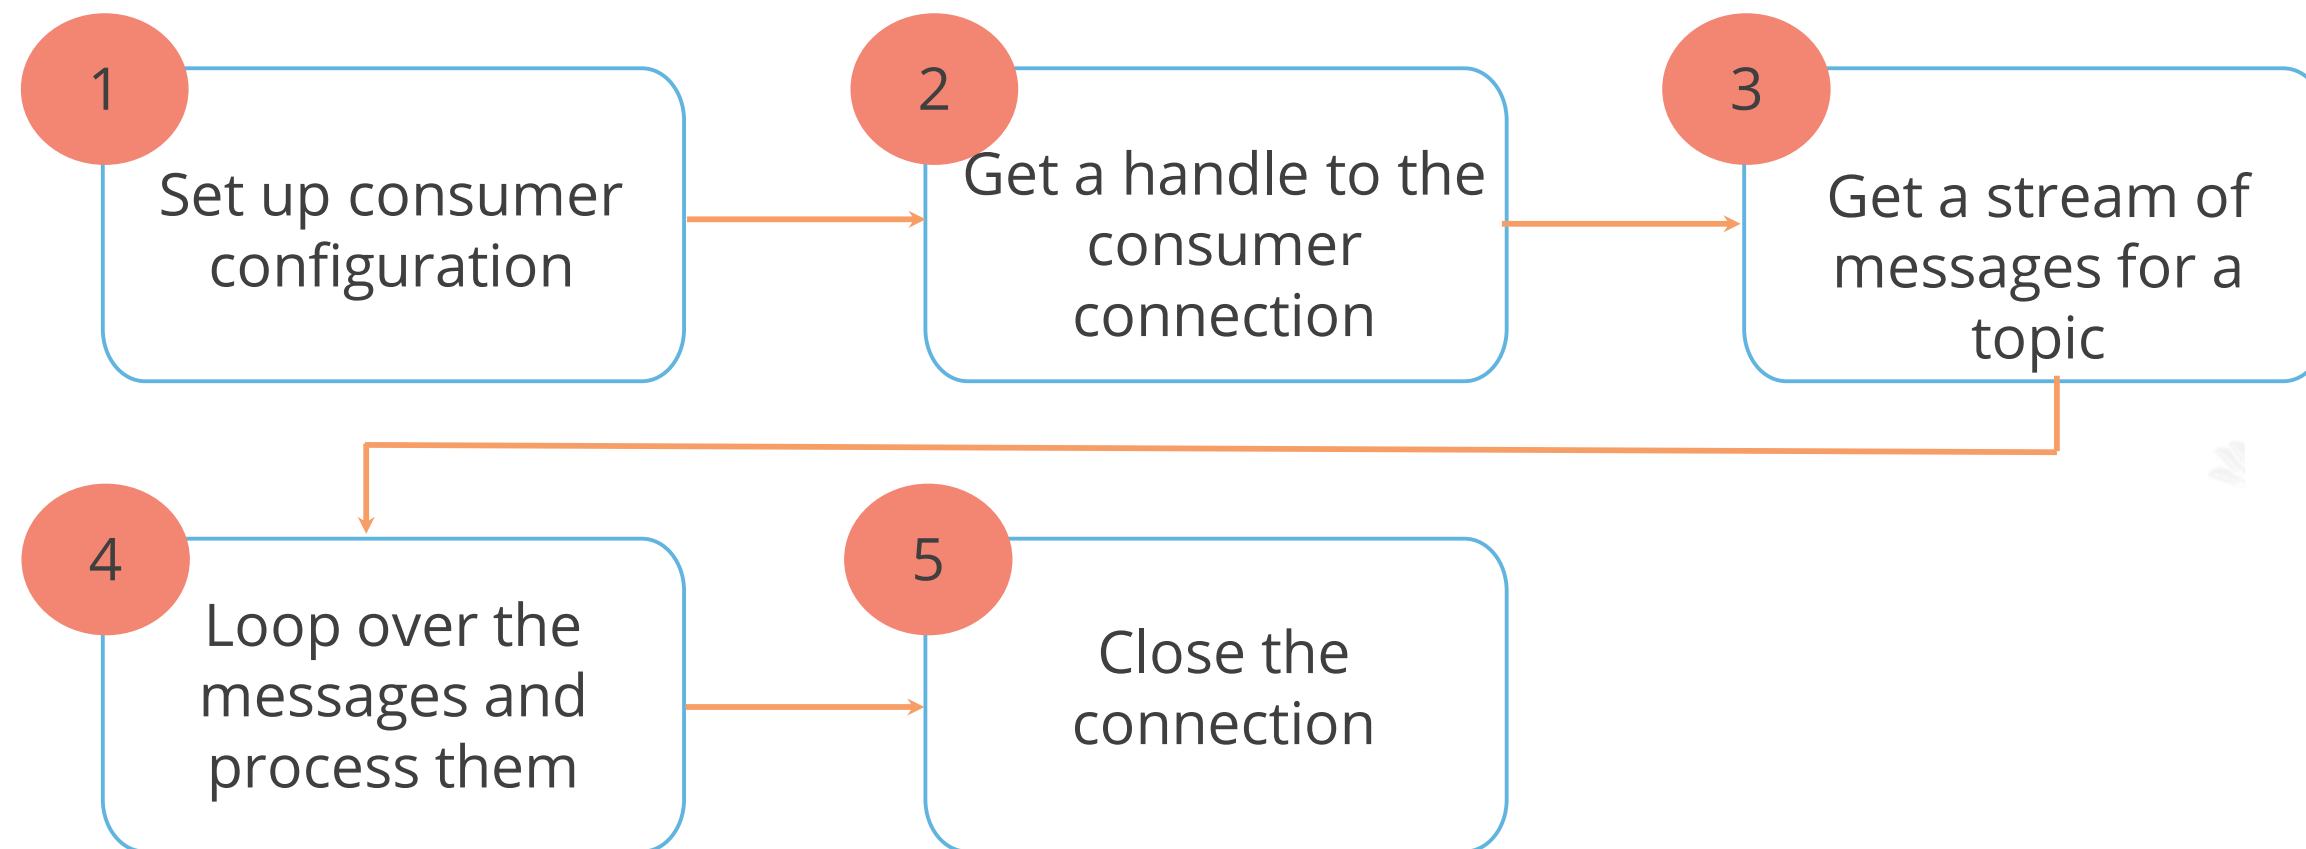 1
Set up consumer
configuration
2
Get a handle to the
consumer
connection
3
Get a stream of
messages for a
topic
4
Loop over the
messages and
process them
5
Close the
connection